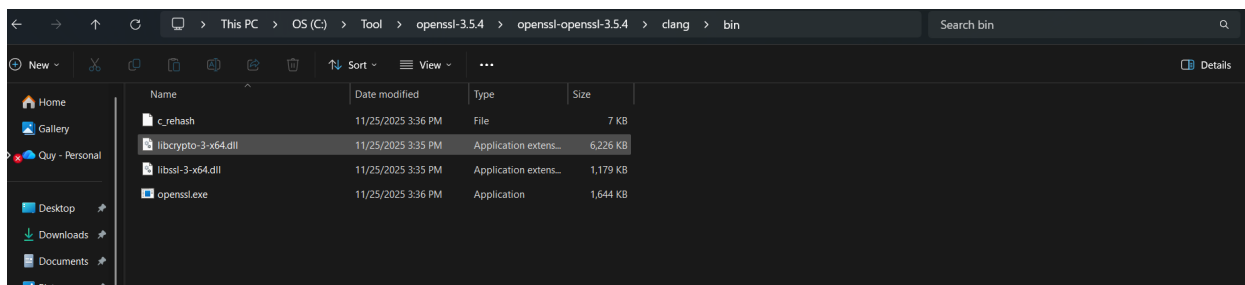 This PC > OS (C:) > Tool > openssl-3.5.4 > openssl-openssl-3.5.4 > clang > bin
Search bin
New
Sort
View
Details
Name Date modified Type Size
c_rehash 11/25/2025 3:36 PM File 7 KB
libcrypto-3-x64.dll 11/25/2025 3:35 PM Application extens... 6,226 KB
libssl-3-x64.dll 11/25/2025 3:35 PM Application extens... 1,179 KB
openssl.exe 11/25/2025 3:36 PM Application 1,644 KB
Home
Gallery
Quy - Personal
Desktop
Downloads
Documents